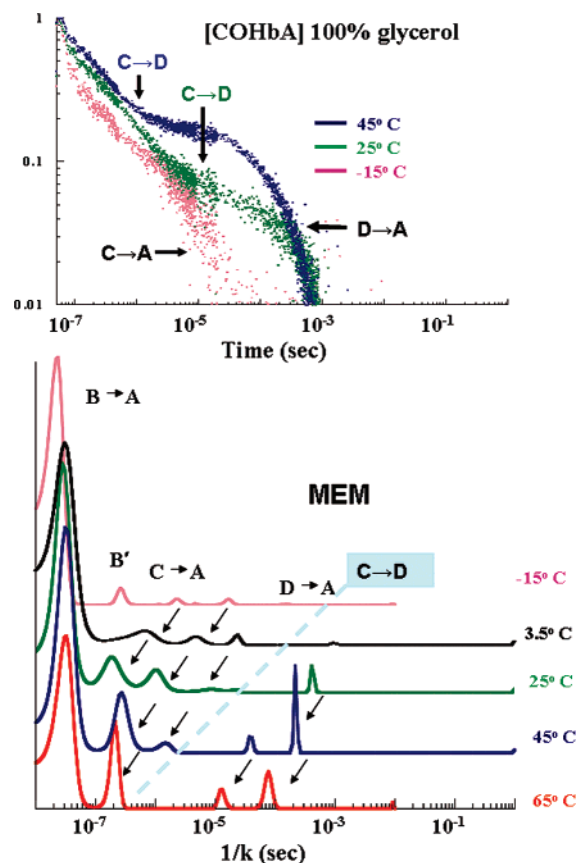 [COHbA] 100% glycerol
1
C→D
C→D
45° C
25° C
-15° C
0.1
D→A
C→A
0.01
10⁻⁷ 10⁻⁵ 10⁻³ 10⁻¹
Time (sec)
B → A
MEM
B' C → A D → A C→D
-15° C
3.5° C
25° C
45° C
65° C
10⁻⁷ 10⁻⁵ 10⁻³ 10⁻¹
1/k (sec)